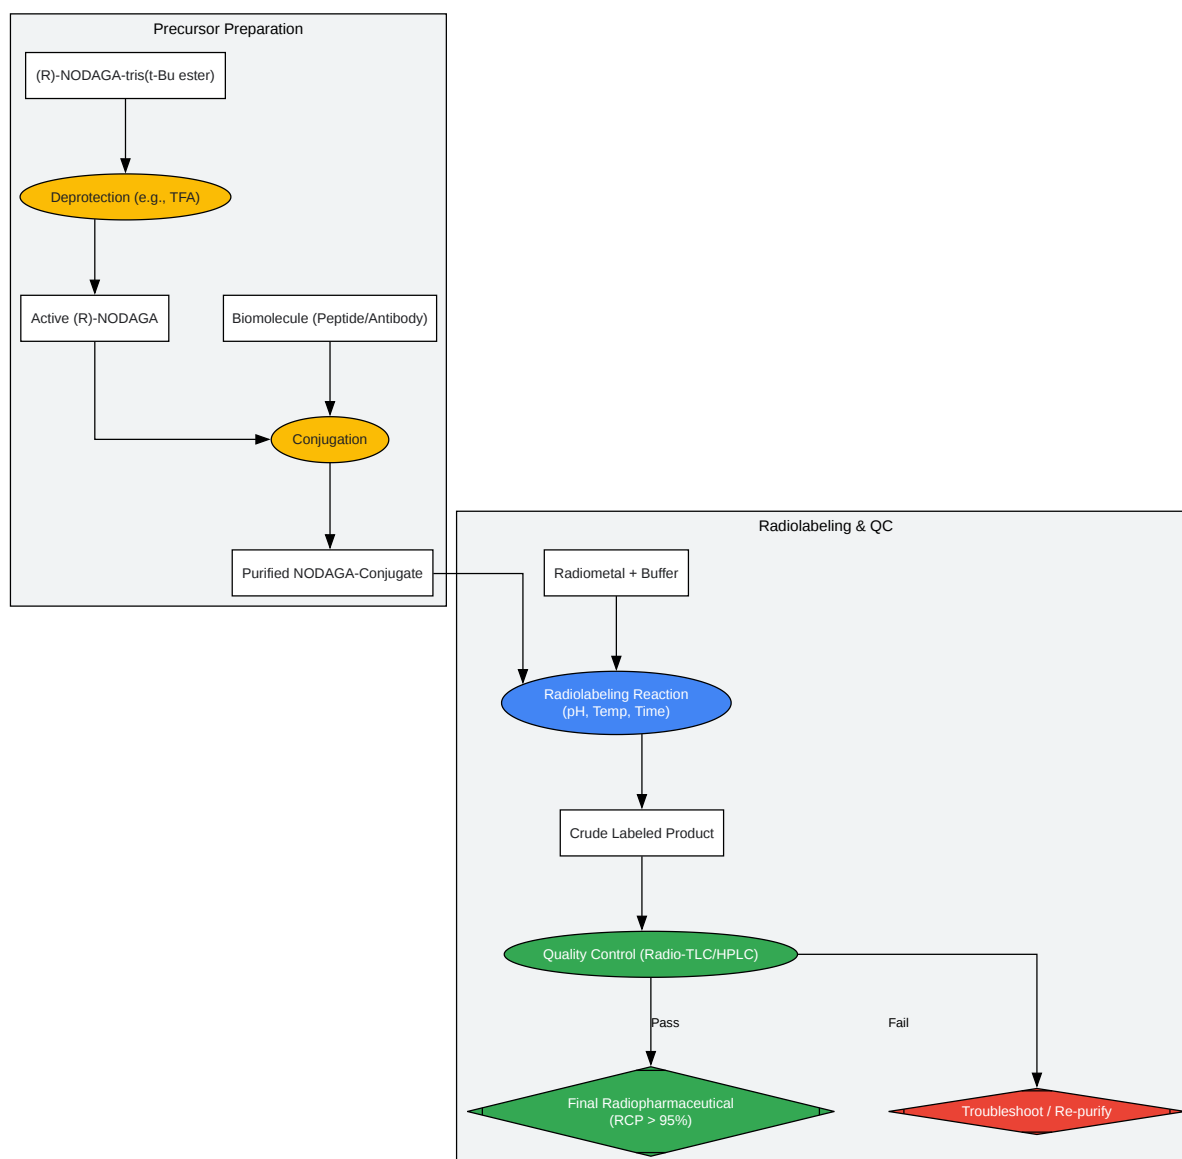 Precursor Preparation
(R)-NODAGA-tris(t-Bu ester)
Deprotection (e.g., TFA)
Active (R)-NODAGA
Biomolecule (Peptide/Antibody)
Conjugation
Purified NODAGA-Conjugate
Radiolabeling & QC
Radiometal + Buffer
Radiolabeling Reaction
(pH, Temp, Time)
Crude Labeled Product
Quality Control (Radio-TLC/HPLC)
Pass
Fail
Final Radiopharmaceutical
(RCP > 95%)
Troubleshoot / Re-purify